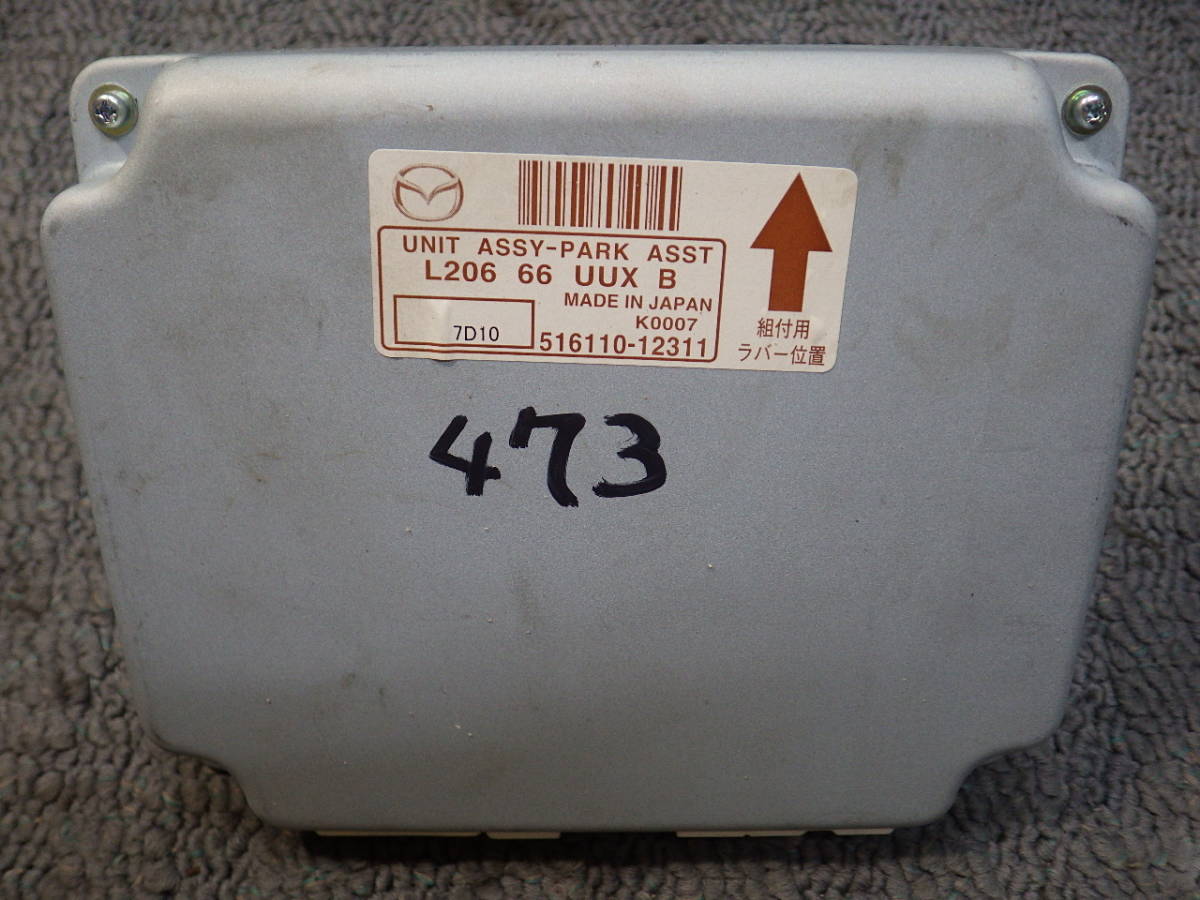 UNIT ASSY-PARK ASST
L206 66 UUX B
MADE IN JAPAN
K0007
7D10
516110-12311
組付用
ラバー位置
473